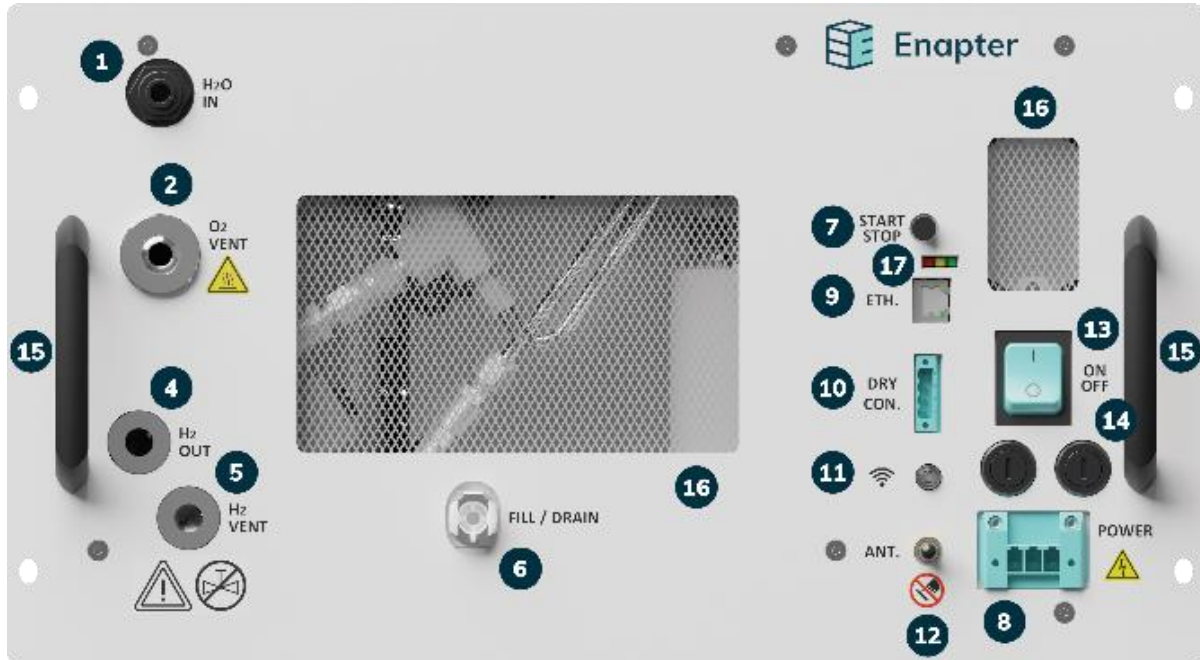 1
H2O
IN
Enapter
16
2
O2
VENT
7
START
STOP
17
9
ETH.
13
ON
OFF
15
15
10
DRY
CON.
14
4
H2
OUT
5
H2
VENT
11
16
FILL / DRAIN
6
ANT.
POWER
12
8